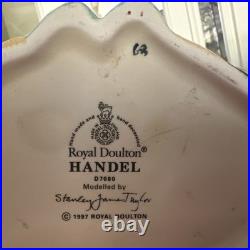 63
hand made and hand decorated
Royal Doulton®
HANDEL
D7080
Modelled by
Stanley James Taylor
© 1997 ROYAL DOULTON